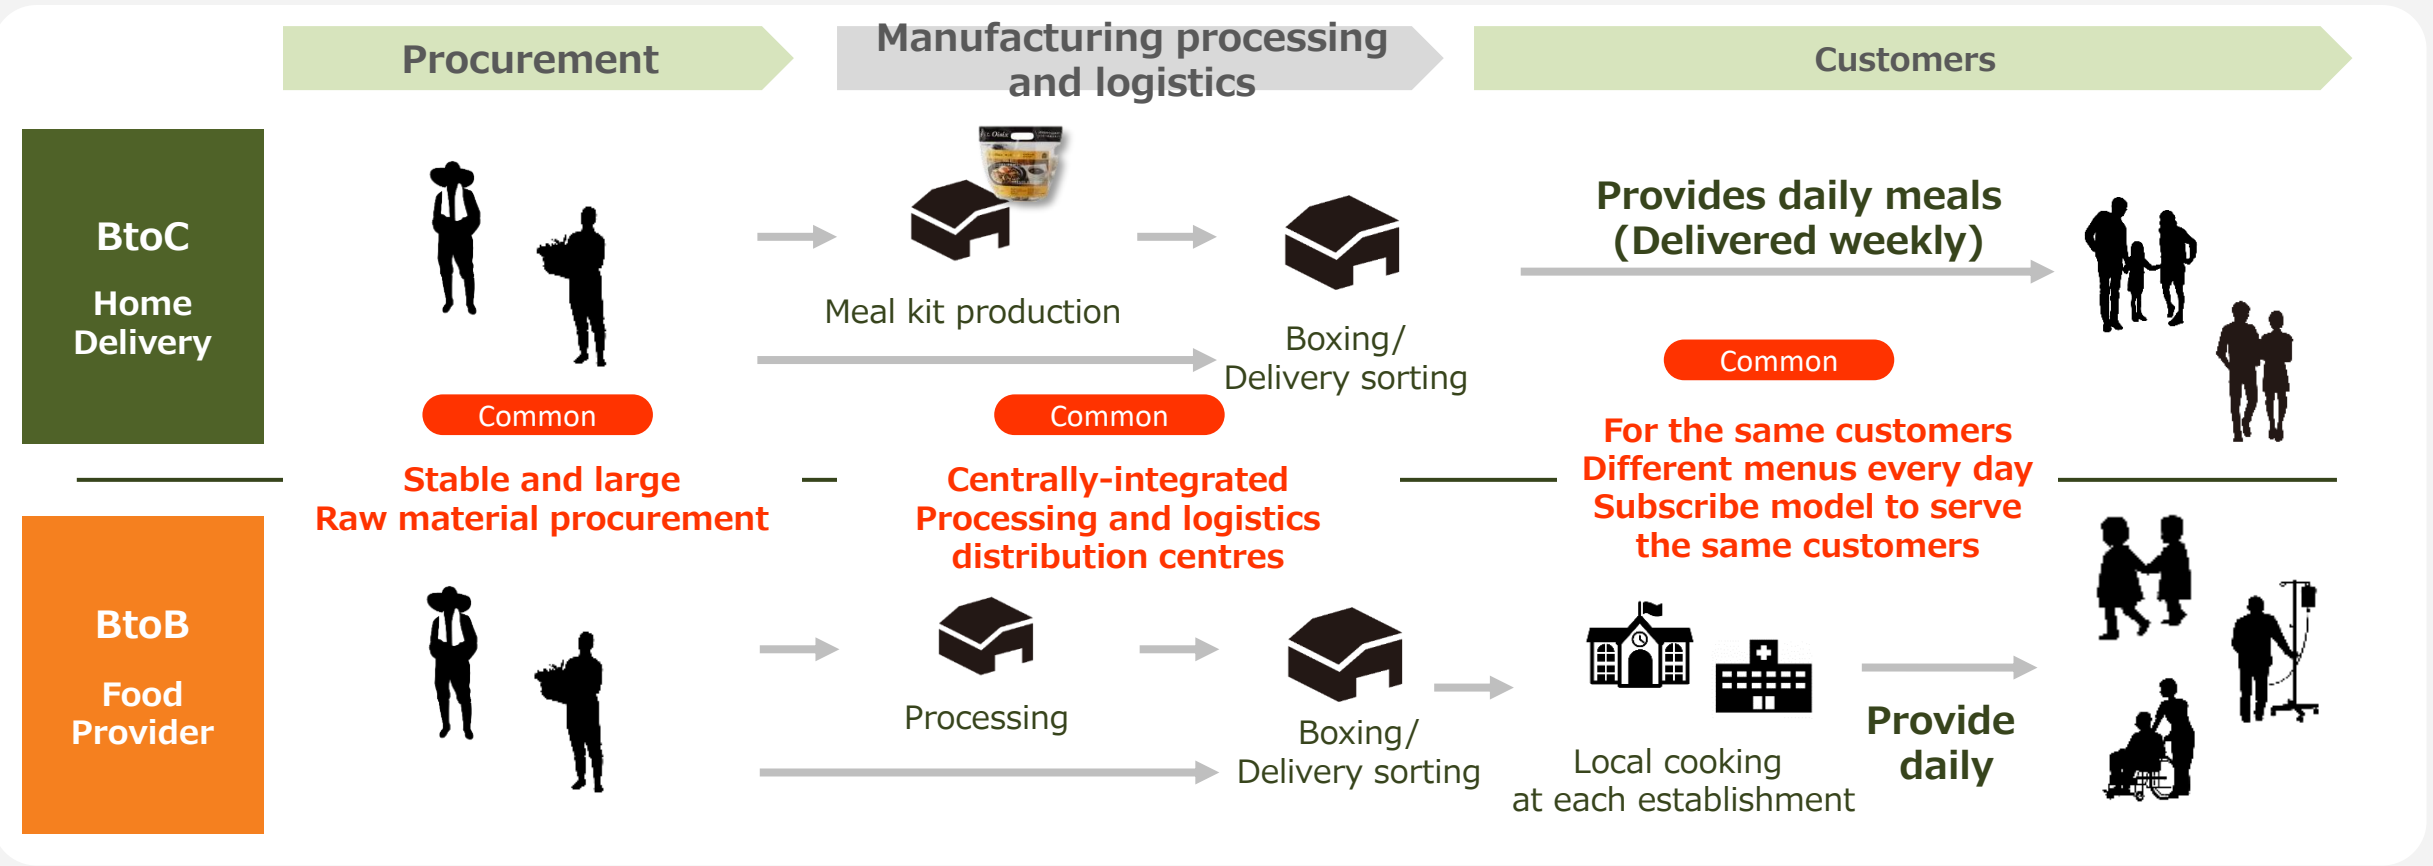 Procurement
Manufacturing processing
and logistics
Customers
BtoC
Home
Delivery
Oisix
Meal kit production
Boxing/
Delivery sorting
Provides daily meals
(Delivered weekly)
Common
Stable and large
Raw material procurement
Common
Centrally-integrated
Processing and logistics
distribution centres
Common
For the same customers
Different menus every day
Subscribe model to serve
the same customers
BtoB
Food
Provider
Processing
Boxing/
Delivery sorting
Local cooking
at each establishment
Provide
daily